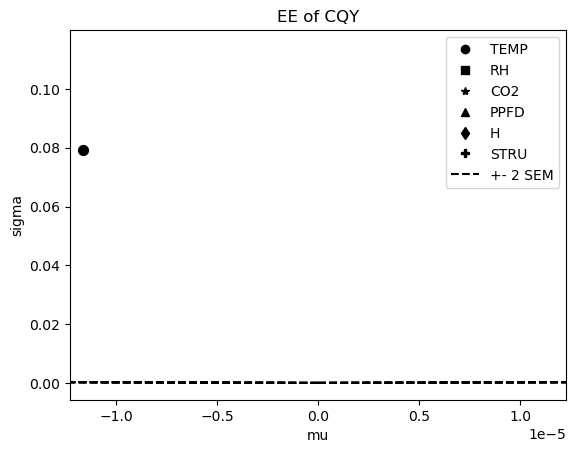 EE of CQY
TEMP
RH
CO2
PPFD
H
STRU
+- 2 SEM
0.10
0.08
0.06
0.04
0.02
0.00
sigma
−1.0
−0.5
0.0
0.5
1.0
1e−5
mu